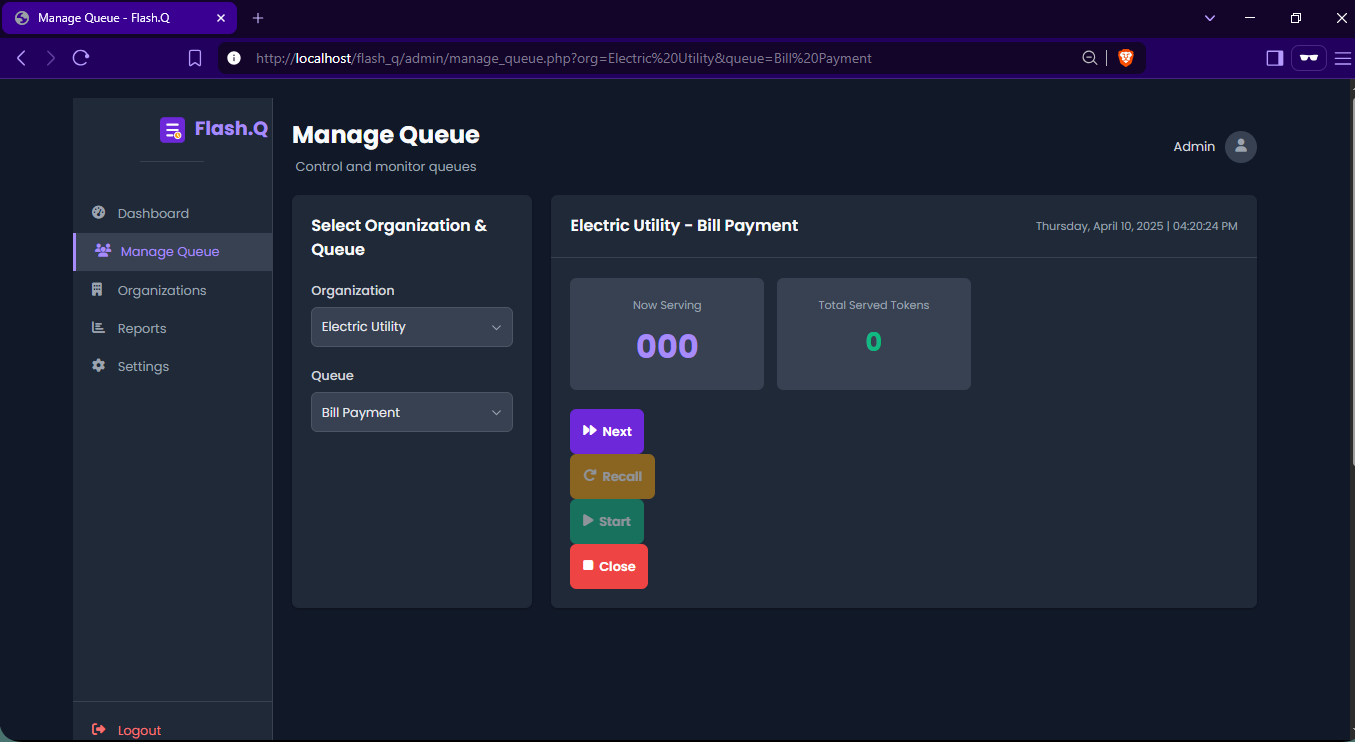 Manage Queue - Flash.Q
http://localhost/flash_q/admin/manage_queue.php?org=Electric%20Utility&queue=Bill%20Payment
Flash.Q
Dashboard
Manage Queue
Organizations
Reports
Settings
Logout
Manage Queue
Control and monitor queues
Admin
Select Organization &
Queue
Organization
Electric Utility
Queue
Bill Payment
Electric Utility - Bill Payment
Thursday, April 10, 2025 | 04:20:24 PM
Now Serving
000
Total Served Tokens
0
Next
Recall
Start
Close